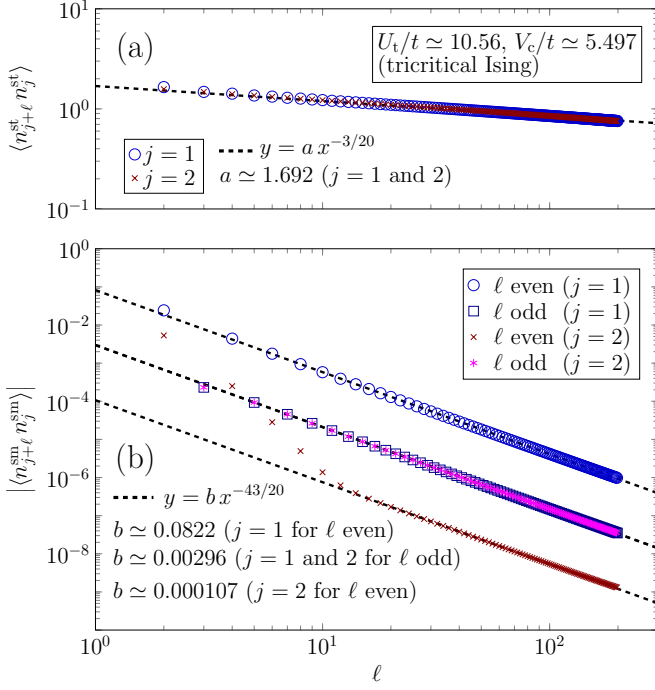 (a)
U_t/t ≃ 10.56, V_c/t ≃ 5.497
(tricritical Ising)
⟨n^st_{j+ℓ} n^st_j⟩
10^1
10^0
10^−1
j = 1
j = 2
y = a x^{−3/20}
a ≃ 1.692 (j = 1 and 2)
10^0
10^−2
10^−4
10^−6
10^−8
|⟨n^sm_{j+ℓ} n^sm_j⟩|
ℓ even (j = 1)
ℓ odd (j = 1)
ℓ even (j = 2)
ℓ odd (j = 2)
(b)
y = b x^{−43/20}
b ≃ 0.0822 (j = 1 for ℓ even)
b ≃ 0.00296 (j = 1 and 2 for ℓ odd)
b ≃ 0.000107 (j = 2 for ℓ even)
10^0 10^1 10^2
ℓ